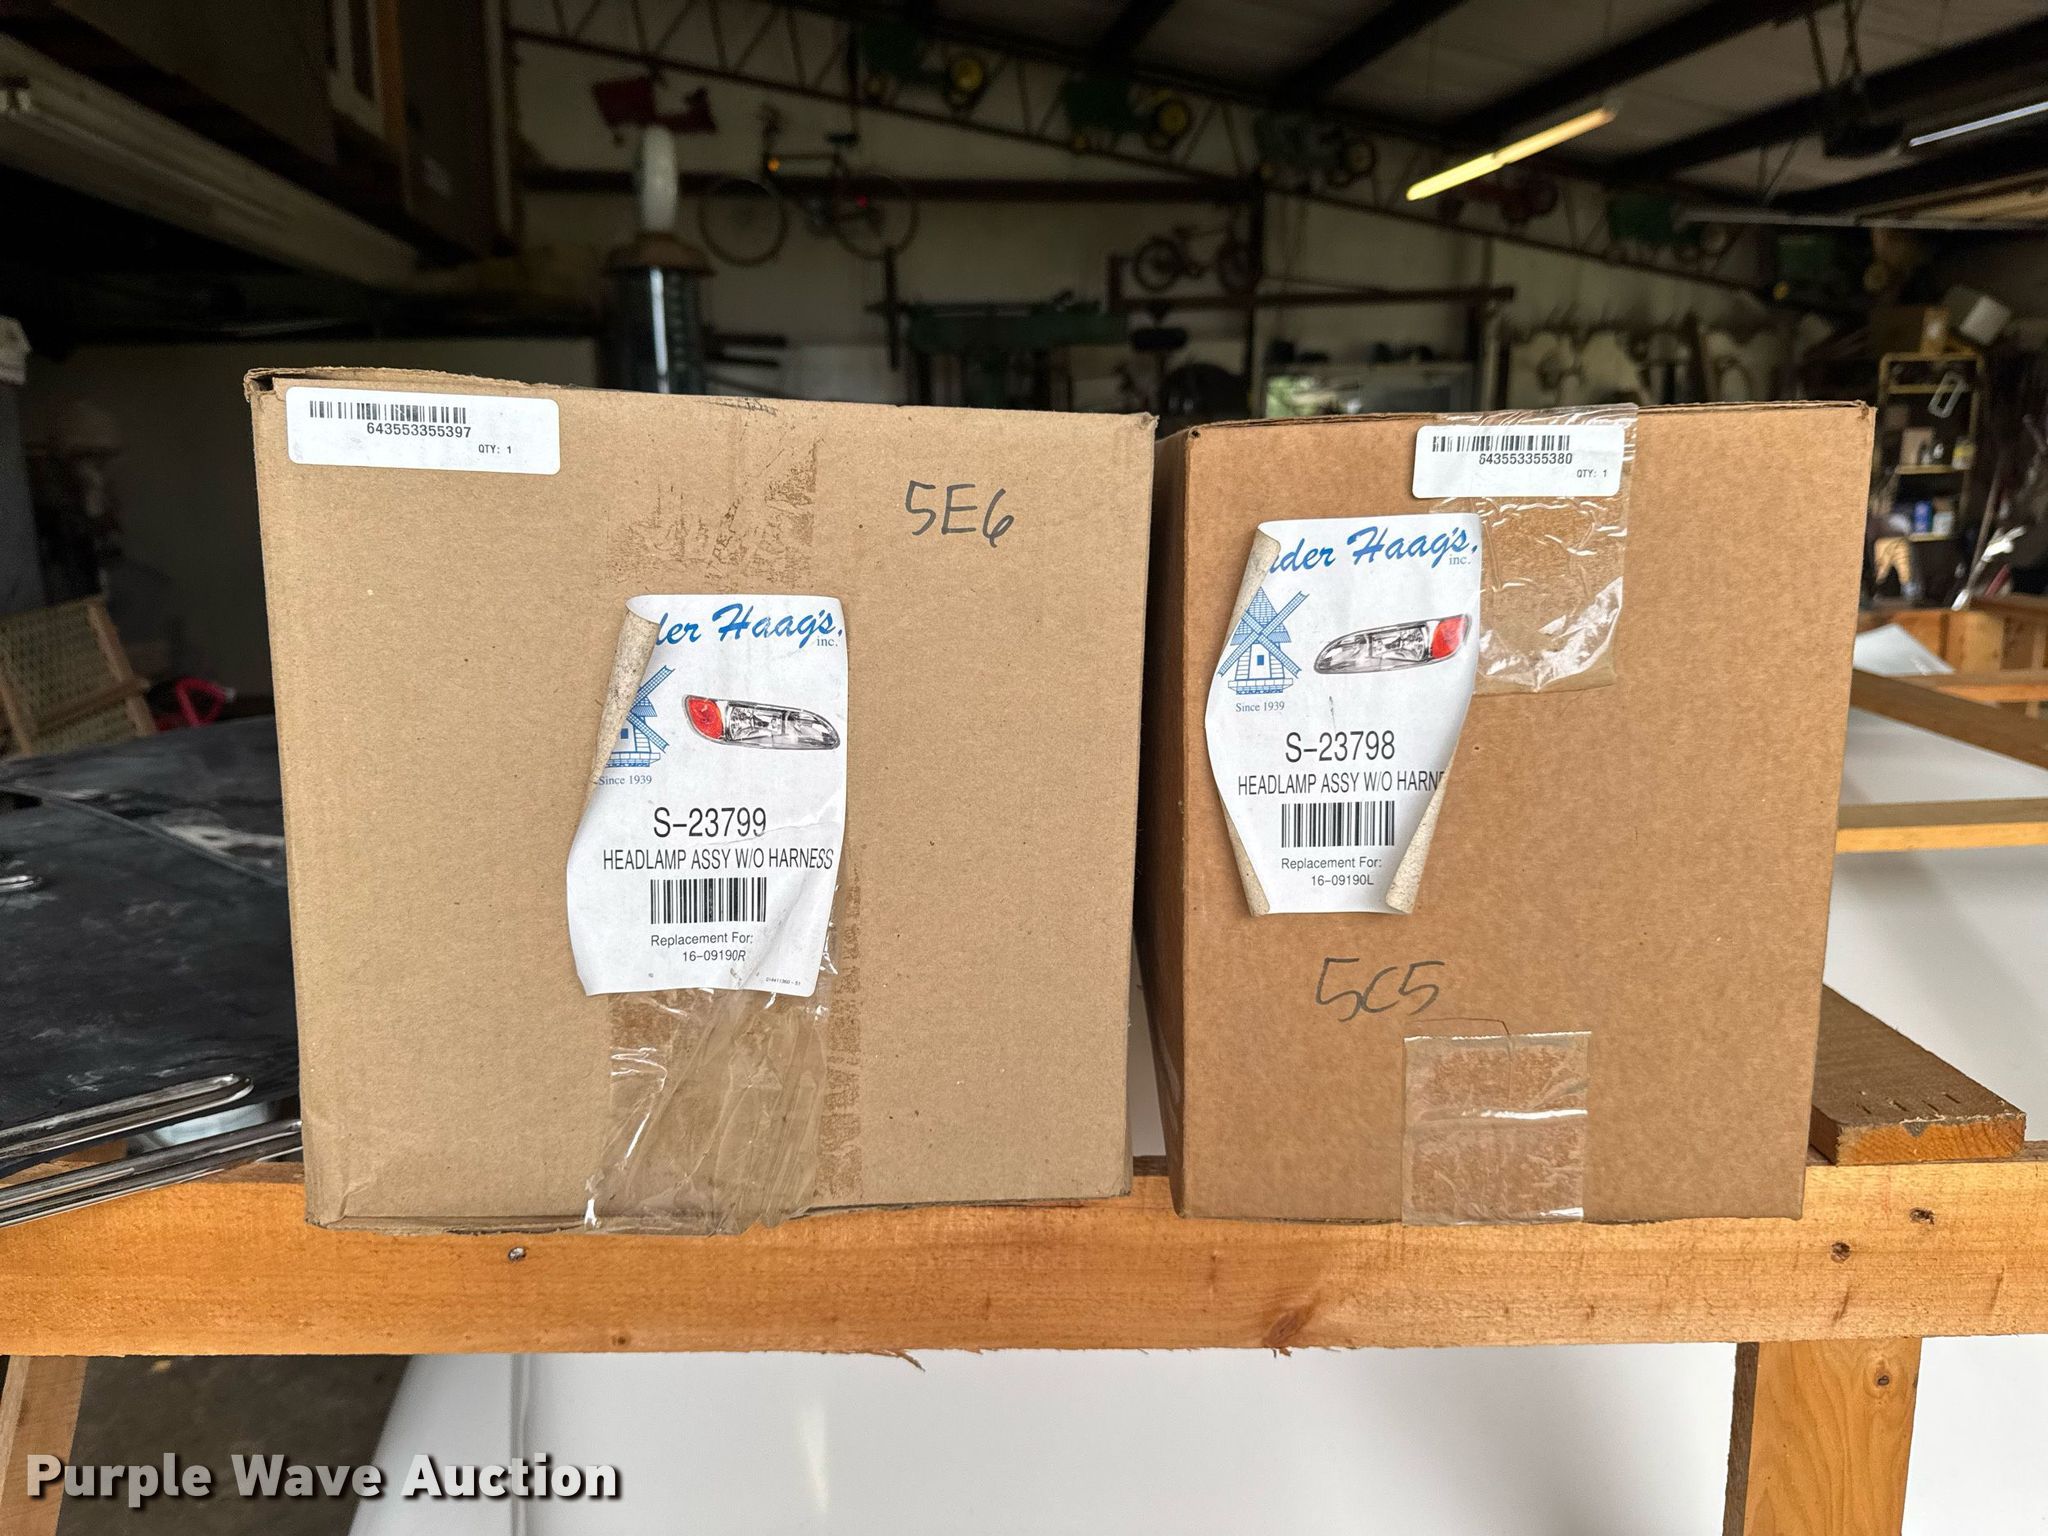 643553355397
QTY: 1
5E6
der Haag's.
inc.
Since 1939
S-23799
HEADLAMP ASSY W/O HARNESS
Replacement For:
16-09190R
643553355380
QTY: 1
der Haag's.
inc.
Since 1939
S-23798
HEADLAMP ASSY W/O HARNE
Replacement For:
16-09190L
5C5
Purple Wave Auction